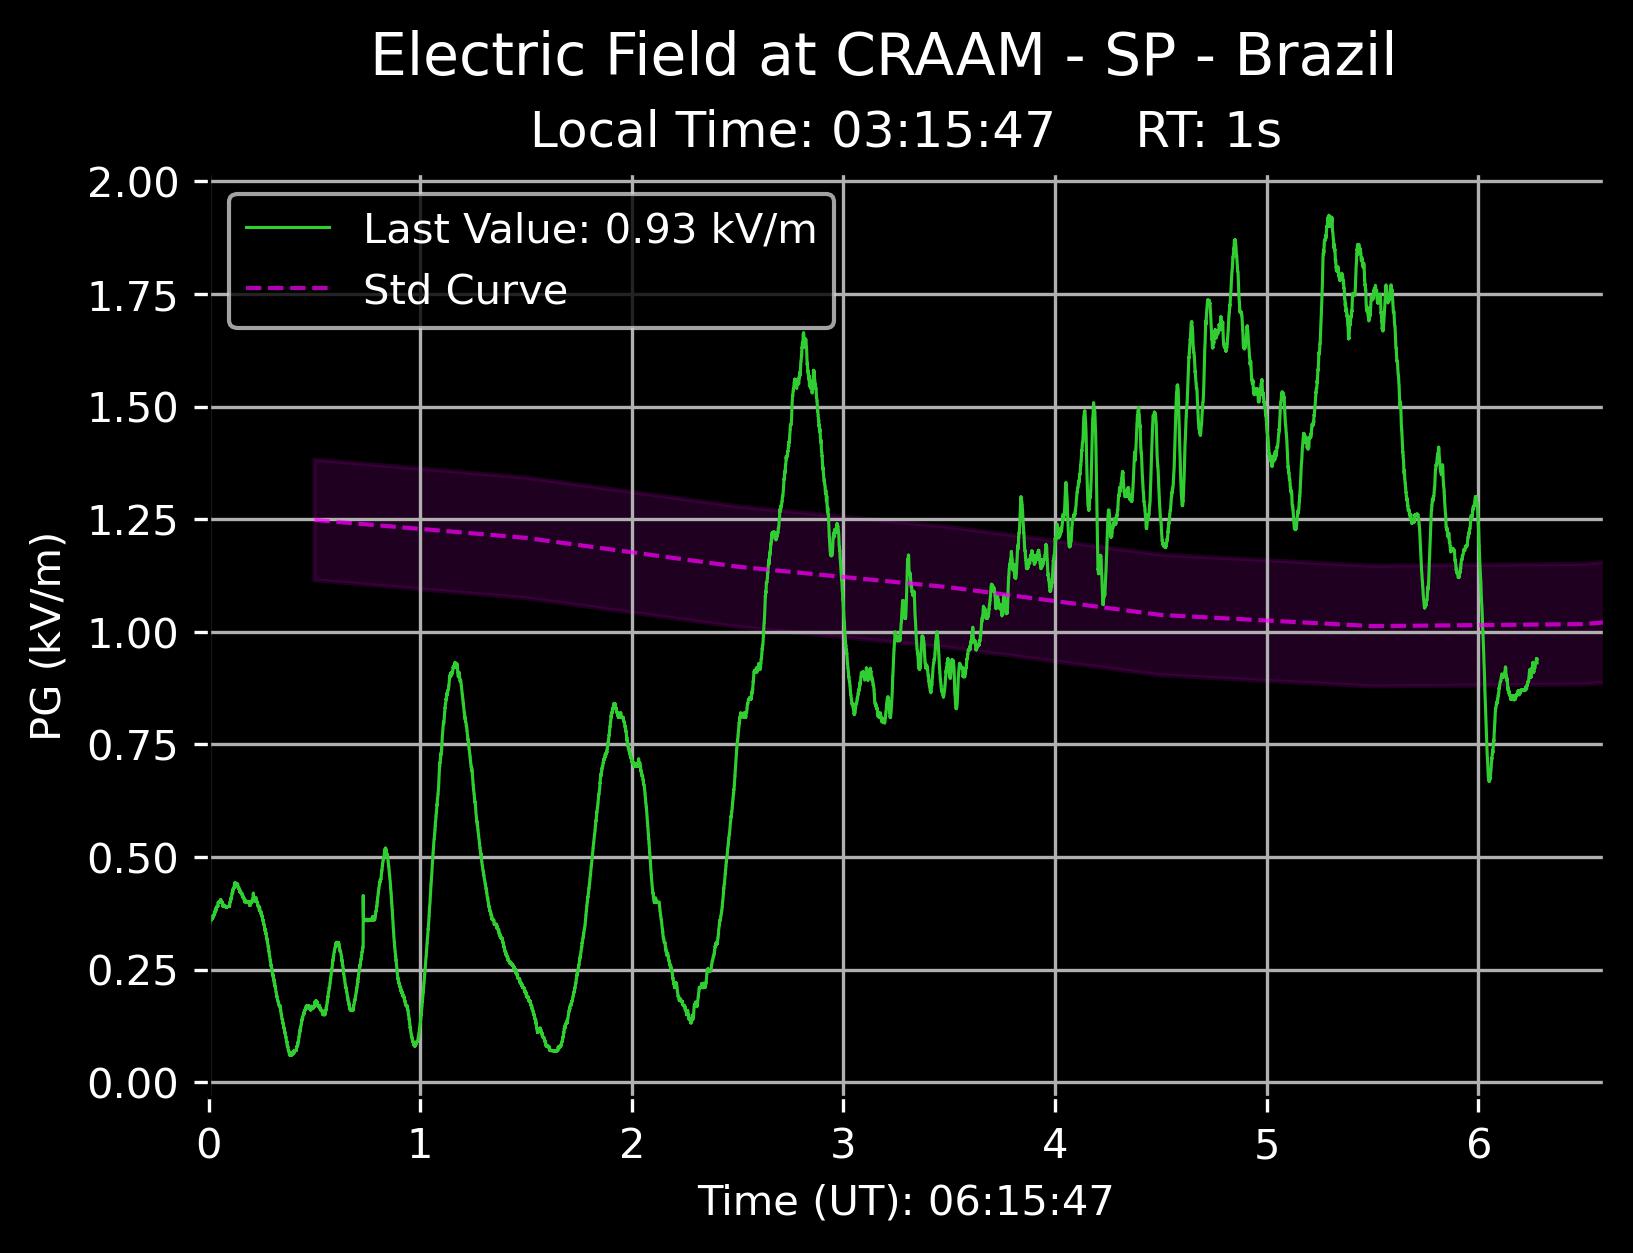 Electric Field at CRAAM - SP - Brazil
Local Time: 03:15:47 RT: 1s
Last Value: 0.93 kV/m
Std Curve
PG (kV/m)
2.00
1.75
1.50
1.25
1.00
0.75
0.50
0.25
0.00
0 1 2 3 4 5 6
Time (UT): 06:15:47